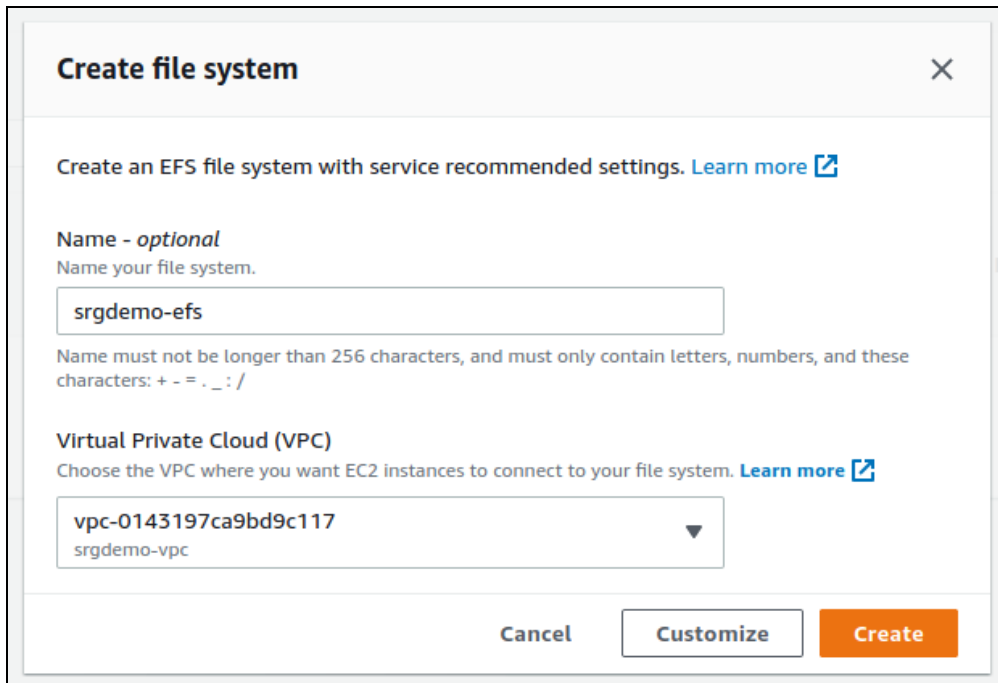 Create file system
Create an EFS file system with service recommended settings. Learn more
Name - optional
Name your file system.
srgdemo-efs
Name must not be longer than 256 characters, and must only contain letters, numbers, and these
characters: + - = . _ : /
Virtual Private Cloud (VPC)
Choose the VPC where you want EC2 instances to connect to your file system. Learn more
vpc-0143197ca9bd9c117
srgdemo-vpc
Cancel Customize Create